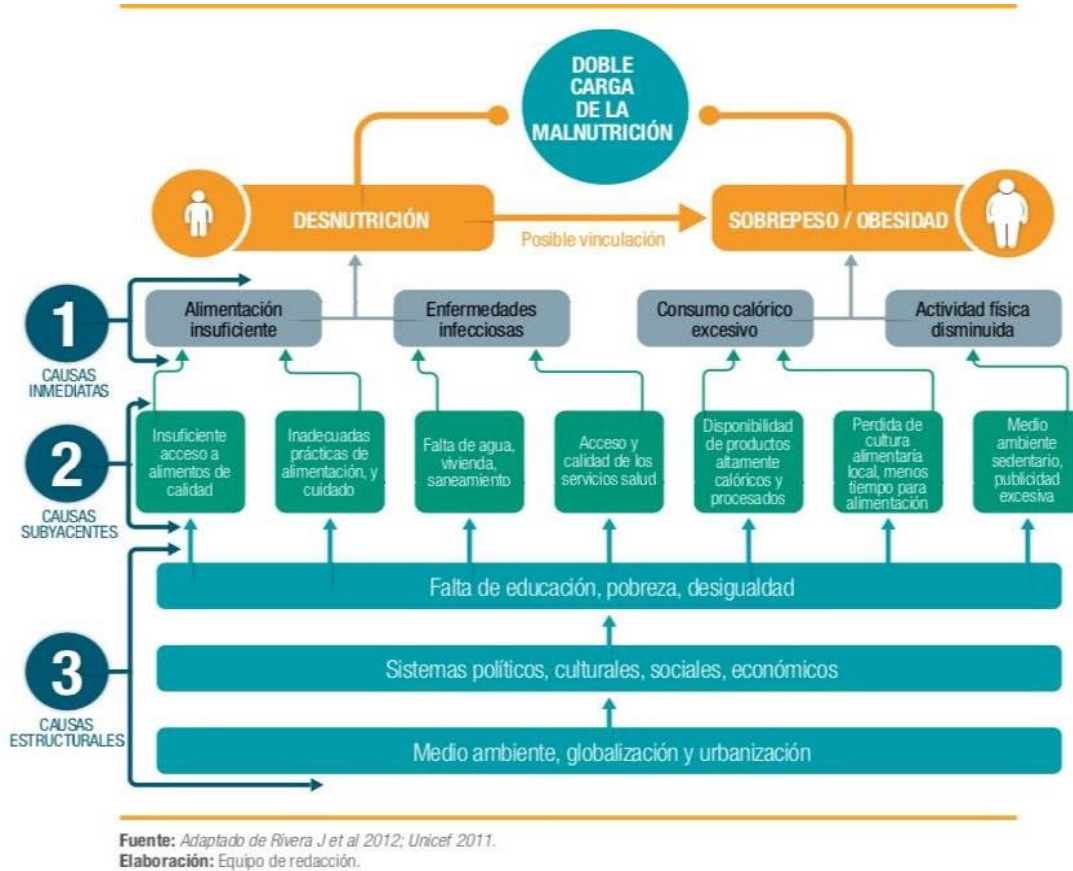 DOBLE
CARGA
DE LA
MALNUTRICIÓN
DESNUTRICIÓN
Posible vinculación
SOBREPESO / OBESIDAD
1
CAUSAS
INMEDIATAS
Alimentación
insuficiente
Enfermedades
infecciosas
Consumo calórico
excesivo
Actividad física
disminuida
2
CAUSAS
SUBYACENTES
Insuficiente
acceso a
alimentos de
calidad
Inadecuadas
prácticas de
alimentación, y
cuidado
Falta de agua,
vivienda,
saneamiento
Acceso y
calidad de los
servicios salud
Disponibilidad
de productos
altamente
calóricos y
procesados
Perdida de
cultura
alimentaria
local, menos
tiempo para
alimentación
Medio
ambiente
sedentario,
publicidad
excesiva
3
CAUSAS
ESTRUCTURALES
Falta de educación, pobreza, desigualdad
Sistemas políticos, culturales, sociales, económicos
Medio ambiente, globalización y urbanización
Fuente: Adaptado de Rivera J et al 2012; Unicef 2011.
Elaboración: Equipo de redacción.